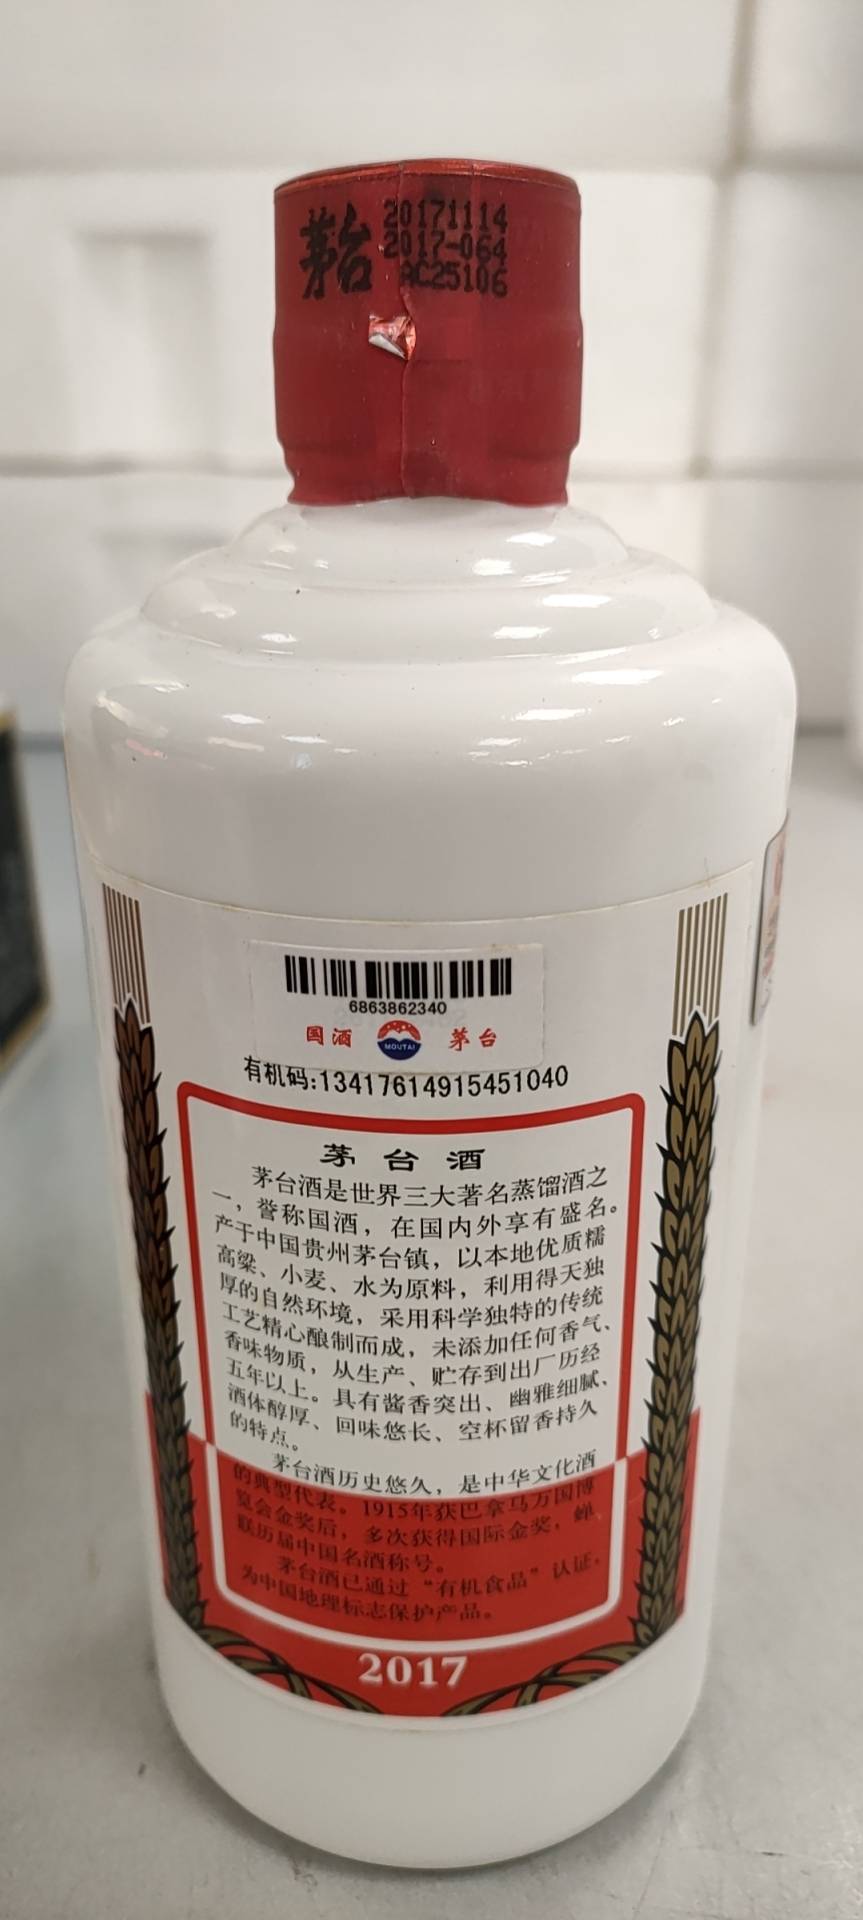 茅台
20171114
2017-064
AC25106
6863862340
国酒 MOUTAI 茅台
有机码:13417614915451040
茅台酒
茅台酒是世界三大著名蒸馏酒之
一，誉称国酒，在国内外享有盛名。
产于中国贵州茅台镇，以本地优质糯
高粱、小麦、水为原料，利用得天独
厚的自然环境，采用科学独特的传统
工艺精心酿制而成，未添加任何香气、
香味物质，从生产、贮存到出厂历经
五年以上。具有酱香突出、幽雅细腻、
酒体醇厚、回味悠长、空杯留香持久
的特点。
茅台酒历史悠久，是中华文化酒
的典型代表。1915年获巴拿马万国博
览会金奖后，多次获得国际金奖，蝉
联历届中国名酒称号。
茅台酒已通过“有机食品”认证，
为中国地理标志保护产品。
2017